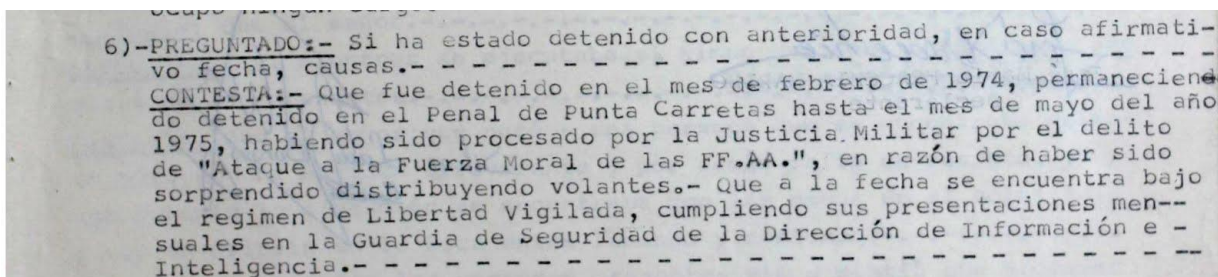 ocupó ningún cargo
6)-PREGUNTADO:- Si ha estado detenido con anterioridad, en caso afirmati-
vo fecha, causas.- - - - - - - - - - - - - - - - - - - - - - - - - - - -
CONTESTA:- Que fue detenido en el mes de febrero de 1974, permaneciend
do detenido en el Penal de Punta Carretas hasta el mes de mayo del año
1975, habiendo sido procesado por la Justicia Militar por el delito
de "Ataque a la Fuerza Moral de las FF.AA.", en razón de haber sido
sorprendido distribuyendo volantes.- Que a la fecha se encuentra bajo
el regimen de Libertad Vigilada, cumpliendo sus presentaciones men--
suales en la Guardia de Seguridad de la Dirección de Información e -
Inteligencia.- - - - - - - - - - - - - - - - - - - - - - - - - - - --